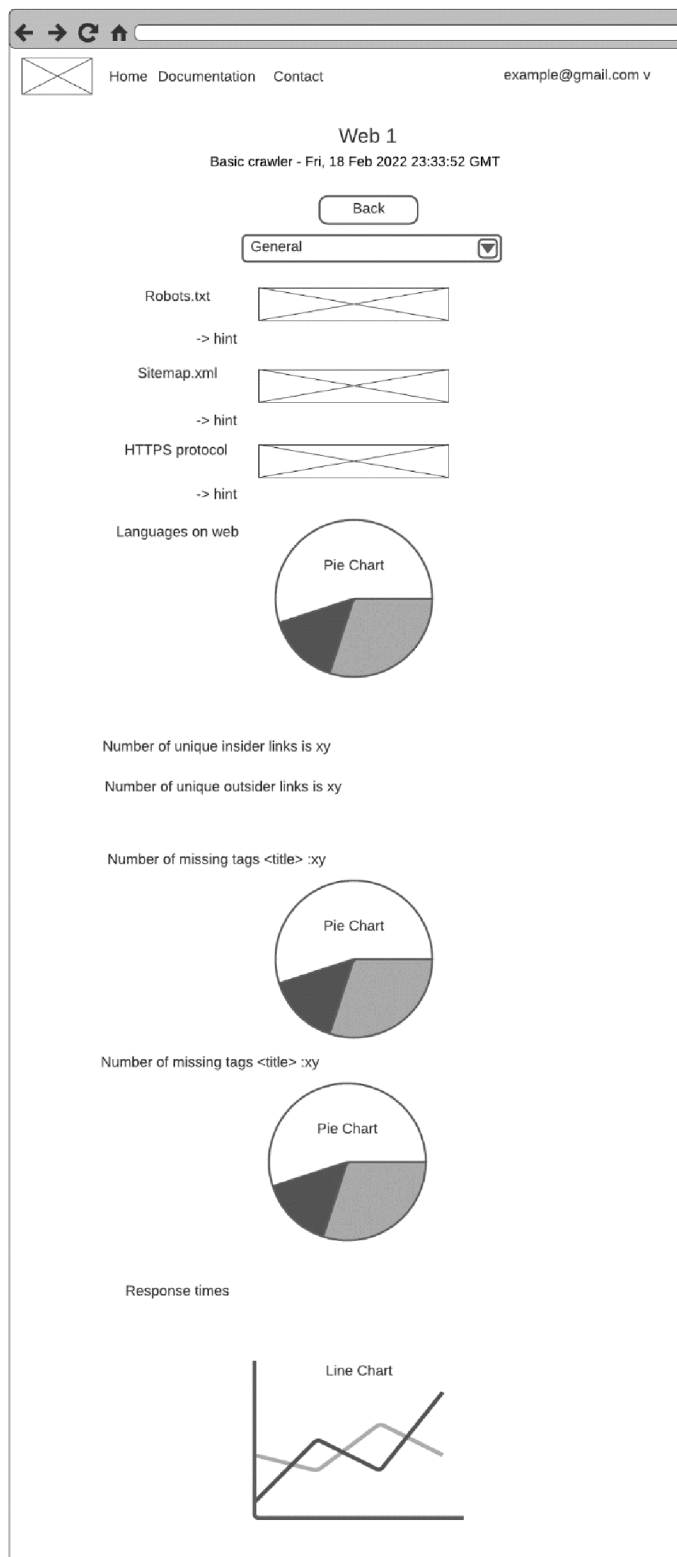 Home Documentation Contact example@gmail.com v
Web 1
Basic crawler - Fri, 18 Feb 2022 23:33:52 GMT
Back
General
Robots.txt
-> hint
Sitemap.xml
-> hint
HTTPS protocol
-> hint
Languages on web
Pie Chart
Number of unique insider links is xy
Number of unique outsider links is xy
Number of missing tags <title> :xy
Pie Chart
Number of missing tags <title> :xy
Pie Chart
Response times
Line Chart